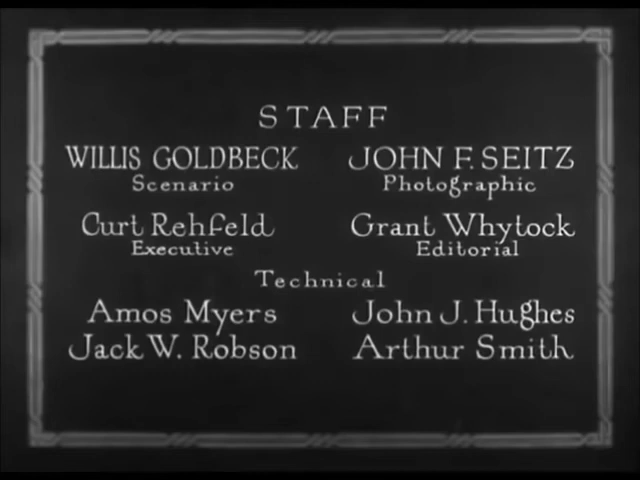 STAFF
WILLIS GOLDBECK JOHN F. SEITZ
Scenario Photographic
Curt Rehfeld Grant Whytock
Executive Editorial
Technical
Amos Myers John J. Hughes
Jack W. Robson Arthur Smith